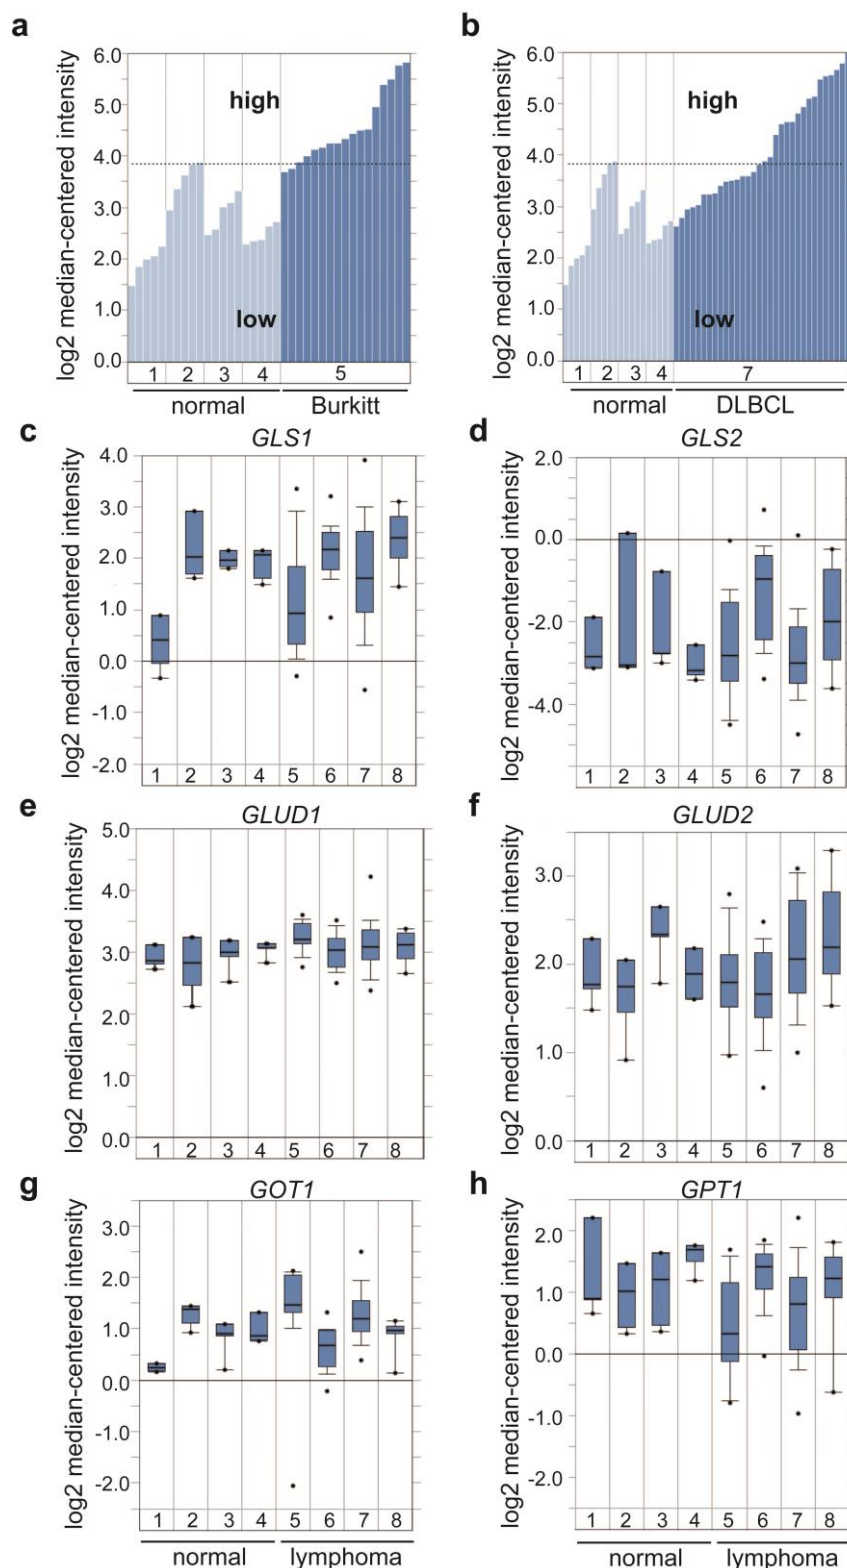 a
log2 median-centered intensity
6.0
5.0
4.0
3.0
2.0
1.0
0.0
high
low
1 2 3 4 5
normal Burkitt
b
log2 median-centered intensity
6.0
5.0
4.0
3.0
2.0
1.0
0.0
high
low
1 2 3 4 7
normal DLBCL
c
GLS1
log2 median-centered intensity
4.0
3.0
2.0
1.0
0.0
-1.0
-2.0
1 2 3 4 5 6 7 8
d
GLS2
log2 median-centered intensity
2.0
0.0
-2.0
-4.0
1 2 3 4 5 6 7 8
e
GLUD1
log2 median-centered intensity
5.0
4.0
3.0
2.0
1.0
0.0
1 2 3 4 5 6 7 8
f
GLUD2
log2 median-centered intensity
3.0
2.0
1.0
0.0
1 2 3 4 5 6 7 8
g
GOT1
log2 median-centered intensity
3.0
2.0
1.0
0.0
-1.0
-2.0
1 2 3 4 5 6 7 8
normal lymphoma
h
GPT1
log2 median-centered intensity
2.0
1.0
0.0
-1.0
-2.0
1 2 3 4 5 6 7 8
normal lymphoma